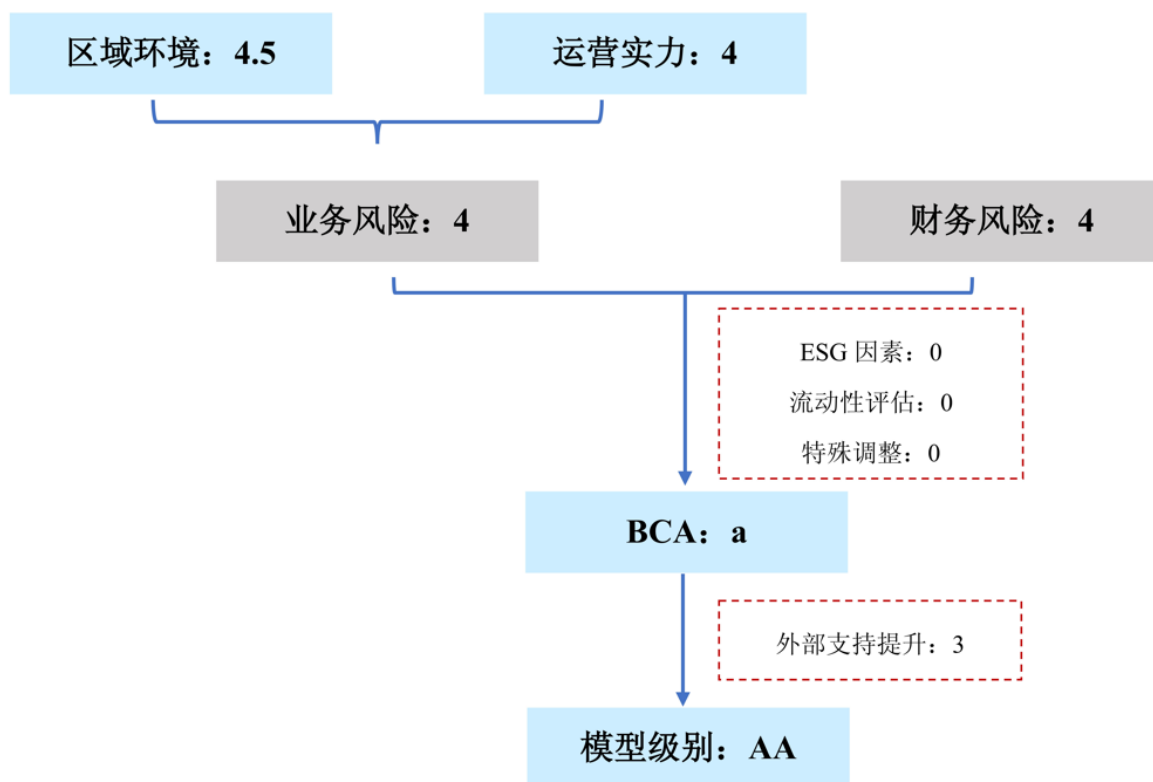 区域环境：4.5
运营实力：4
业务风险：4
财务风险：4
ESG 因素：0
流动性评估：0
特殊调整：0
BCA：a
外部支持提升：3
模型级别：AA